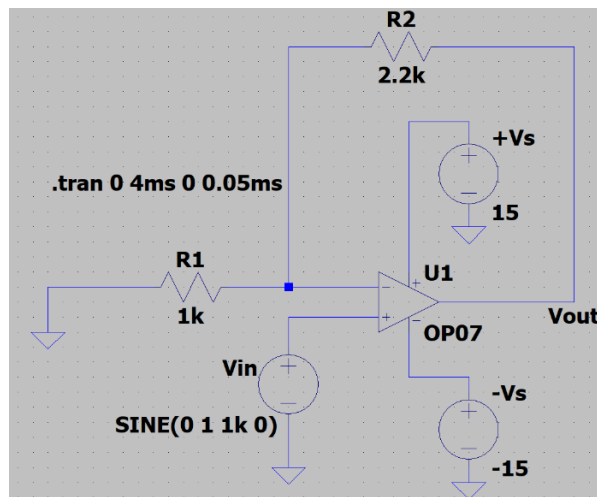 R2
2.2k
+Vs
15
.tran 0 4ms 0 0.05ms
R1
1k
U1
OP07
Vout
Vin
SINE(0 1 1k 0)
-Vs
-15